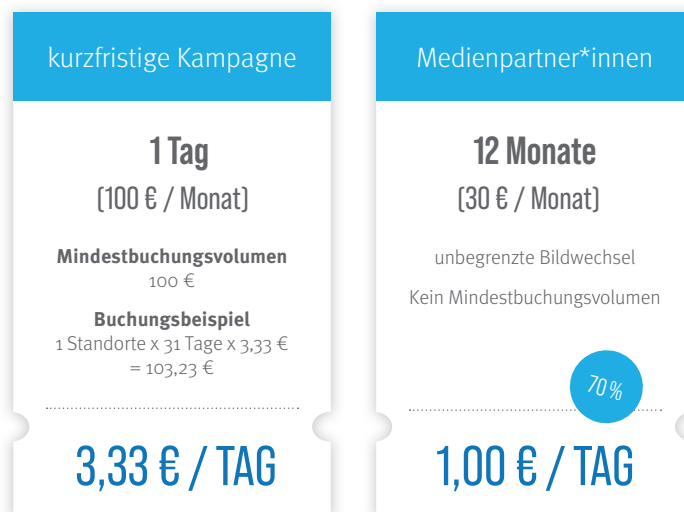 kurzfristige Kampagne
1 Tag
(100 € / Monat)
Mindestbuchungsvolumen
100 €
Buchungsbeispiel
1 Standorte x 31 Tage x 3,33 €
= 103,23 €
3,33 € / TAG
Medienpartner*innen
12 Monate
(30 € / Monat)
unbegrenzte Bildwechsel
Kein Mindestbuchungsvolumen
70 %
1,00 € / TAG